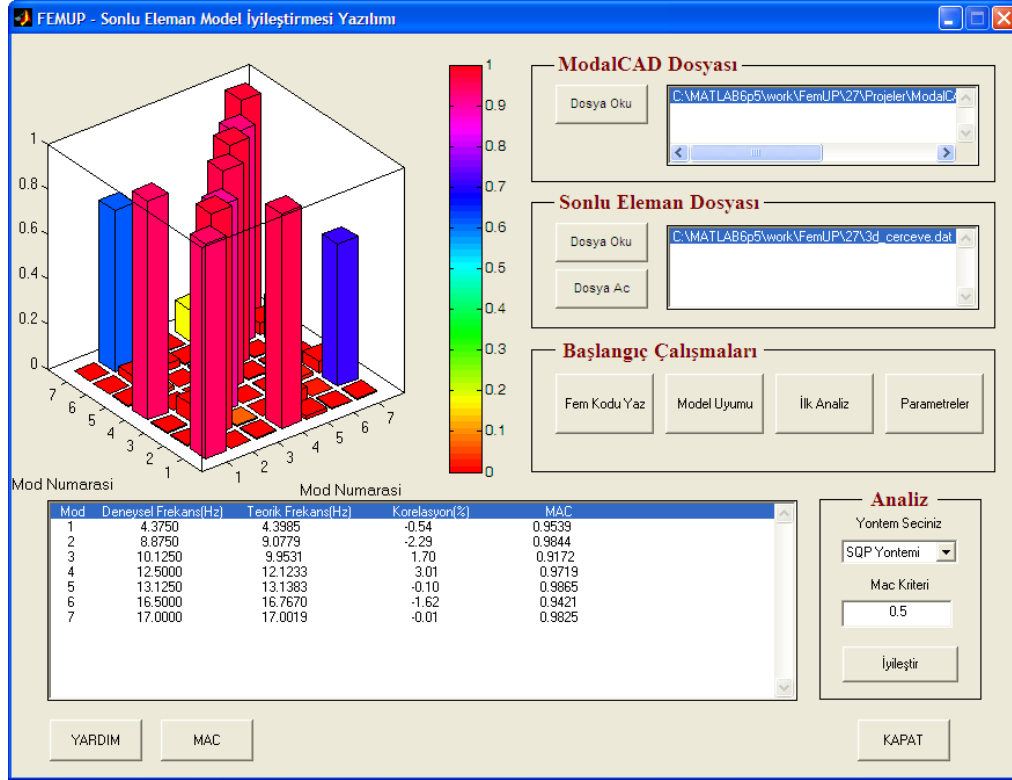 FEMUP - Sonlu Eleman Model İyileştirmesi Yazılımı
1
0.8
0.6
0.4
0.2
0
7
6
5
4
3
2
1
1
2
3
4
5
6
7
Mod Numarasi
Mod Numarasi
1
0.9
0.8
0.7
0.6
0.5
0.4
0.3
0.2
0.1
0
ModalCAD Dosyası
Dosya Oku
C:\MATLAB6p5\work\FemUP\27\Projeler\ModalCA
Sonlu Eleman Dosyası
Dosya Oku
C:\MATLAB6p5\work\FemUP\27\3d_cerceve.dat
Dosya Ac
Başlangıç Çalışmaları
Fem Kodu Yaz Model Uyumu İlk Analiz Parametreler
Mod Deneysel Frekans(Hz) Teorik Frekans(Hz) Korelasyon(%) MAC
1 4.3750 4.3985 -0.54 0.9539
2 8.8750 9.0779 -2.29 0.9844
3 10.1250 9.9531 1.70 0.9172
4 12.5000 12.1233 3.01 0.9719
5 13.1250 13.1383 -0.10 0.9865
6 16.5000 16.7670 -1.62 0.9421
7 17.0000 17.0019 -0.01 0.9825
Analiz
Yontem Seciniz
SQP Yontemi
Mac Kriteri
0.5
İyileştir
YARDIM MAC KAPAT